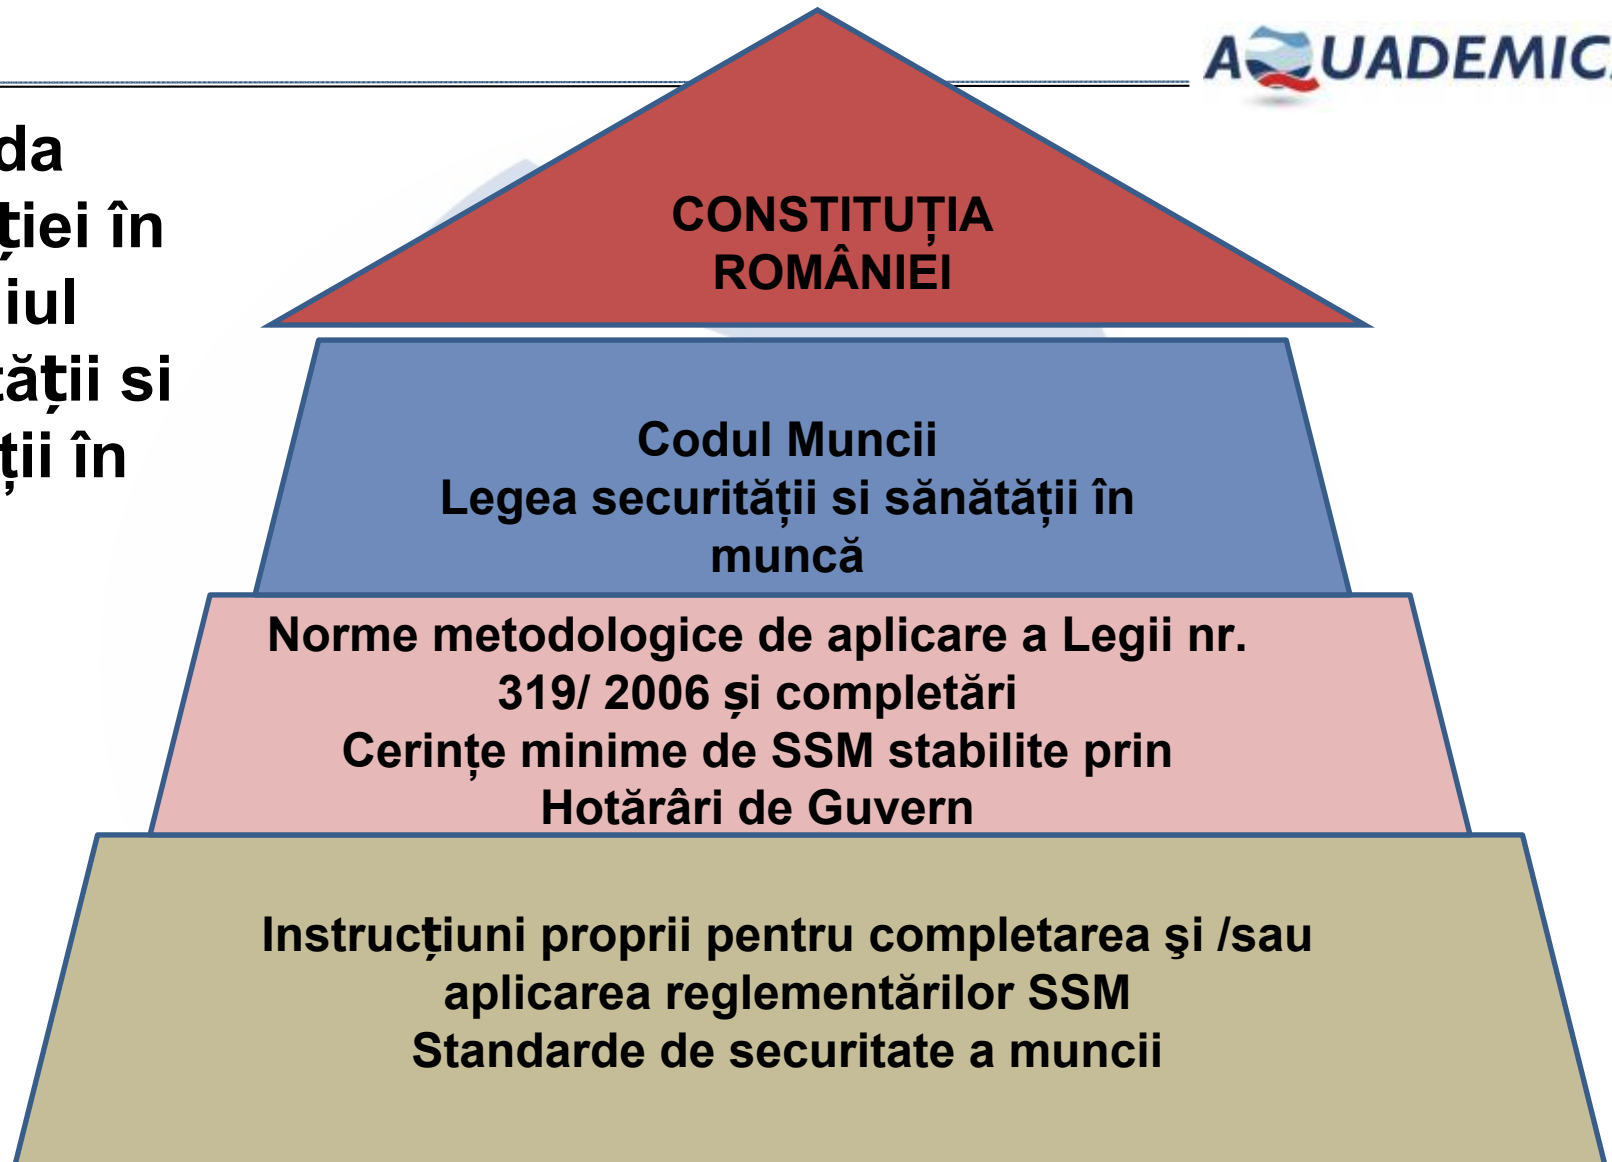 AQUADEMIC
da
ției în
iul
tății si
ții în
CONSTITUȚIA
ROMÂNIEI
Codul Muncii
Legea securității si sănătății în
muncă
Norme metodologice de aplicare a Legii nr.
319/ 2006 și completări
Cerințe minime de SSM stabilite prin
Hotărâri de Guvern
Instrucțiuni proprii pentru completarea şi /sau
aplicarea reglementărilor SSM
Standarde de securitate a muncii